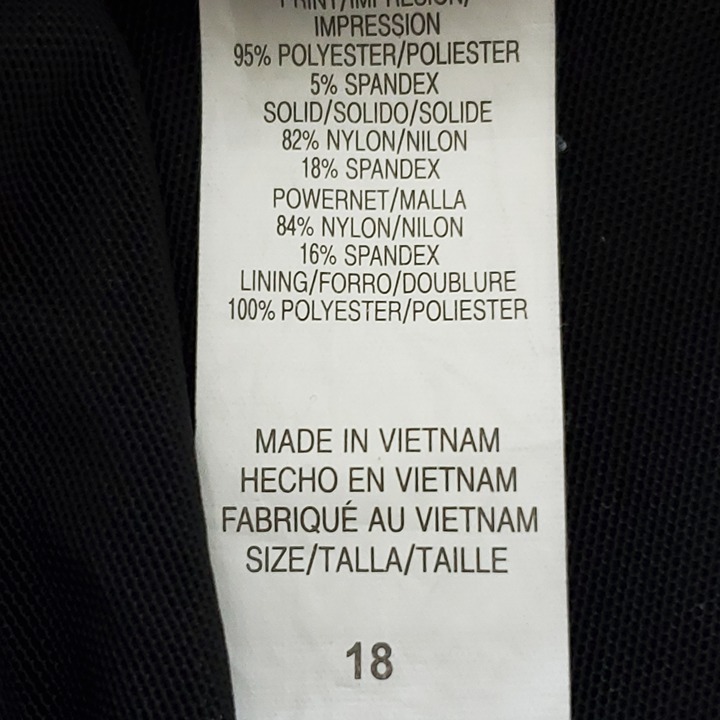 PRINT/IMPRESIÓN/
IMPRESSION
95% POLYESTER/POLIESTER
5% SPANDEX
SOLID/SOLIDO/SOLIDE
82% NYLON/NILON
18% SPANDEX
POWERNET/MALLA
84% NYLON/NILON
16% SPANDEX
LINING/FORRO/DOUBLURE
100% POLYESTER/POLIESTER
MADE IN VIETNAM
HECHO EN VIETNAM
FABRIQUÉ AU VIETNAM
SIZE/TALLA/TAILLE
18